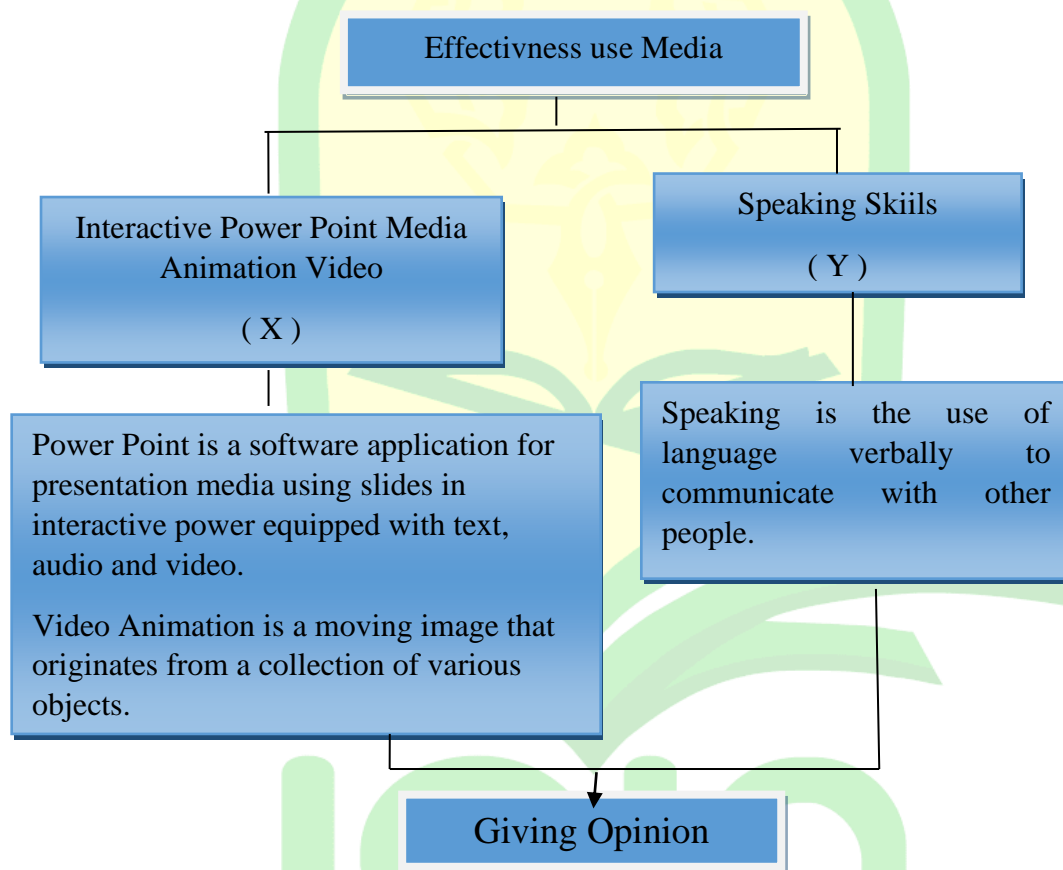 Effectivness use Media
Interactive Power Point Media
Animation Video
( X )
Speaking Skiils
( Y )
Power Point is a software application for
presentation media using slides in
interactive power equipped with text,
audio and video.
Video Animation is a moving image that
originates from a collection of various
objects.
Speaking is the use of
language verbally to
communicate with other
people.
Giving Opinion